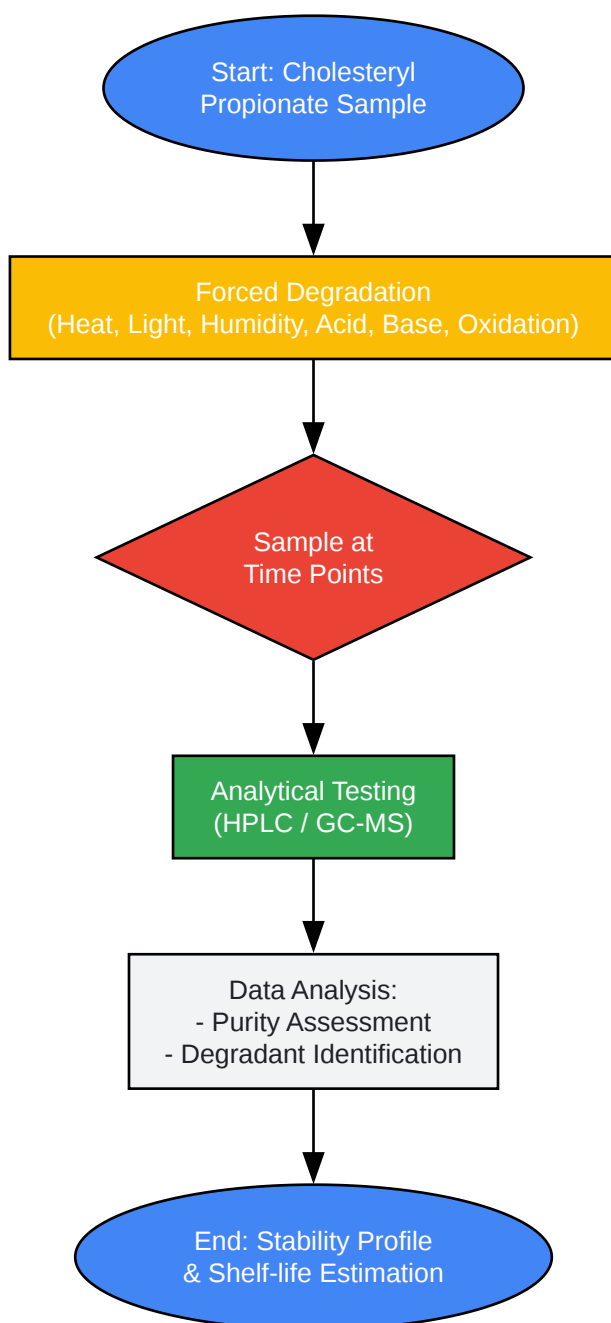 Start: Cholesteryl
Propionate Sample
Forced Degradation
(Heat, Light, Humidity, Acid, Base, Oxidation)
Sample at
Time Points
Analytical Testing
(HPLC / GC-MS)
Data Analysis:
- Purity Assessment
- Degradant Identification
End: Stability Profile
& Shelf-life Estimation